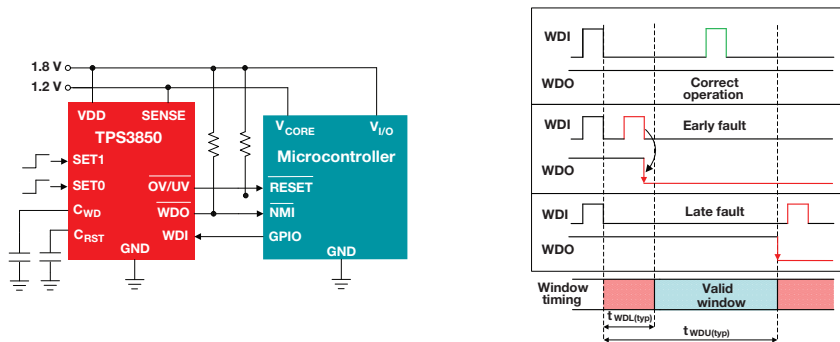 1.8 V
1.2 V
VDD
SENSE
TPS3850
SET1
SET0
CWD
CRST
OV/UV
WDO
WDI
GND
VCORE
VI/O
Microcontroller
RESET
NMI
GPIO
GND
WDI
WDO
Correct
operation
WDI
Early fault
WDO
WDI
Late fault
WDO
Window
timing
Valid
window
t WDL(typ)
t WDU(typ)